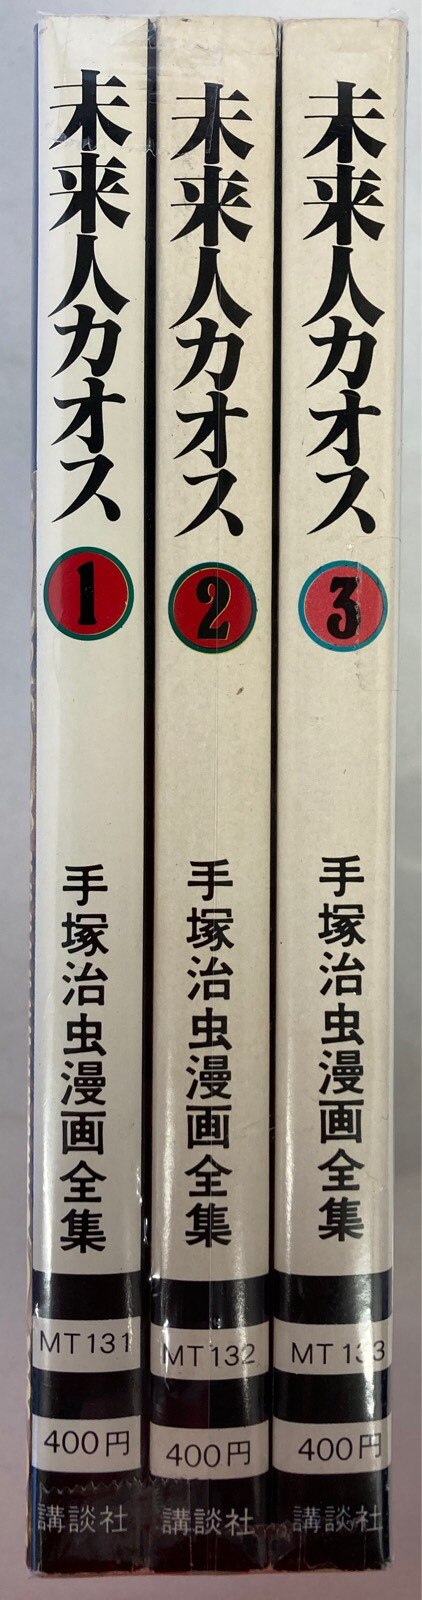 未来人カオス
1
手塚治虫漫画全集
MT131
400円
講談社
未来人カオス
2
手塚治虫漫画全集
MT132
400円
講談社
未来人カオス
3
手塚治虫漫画全集
MT133
400円
講談社